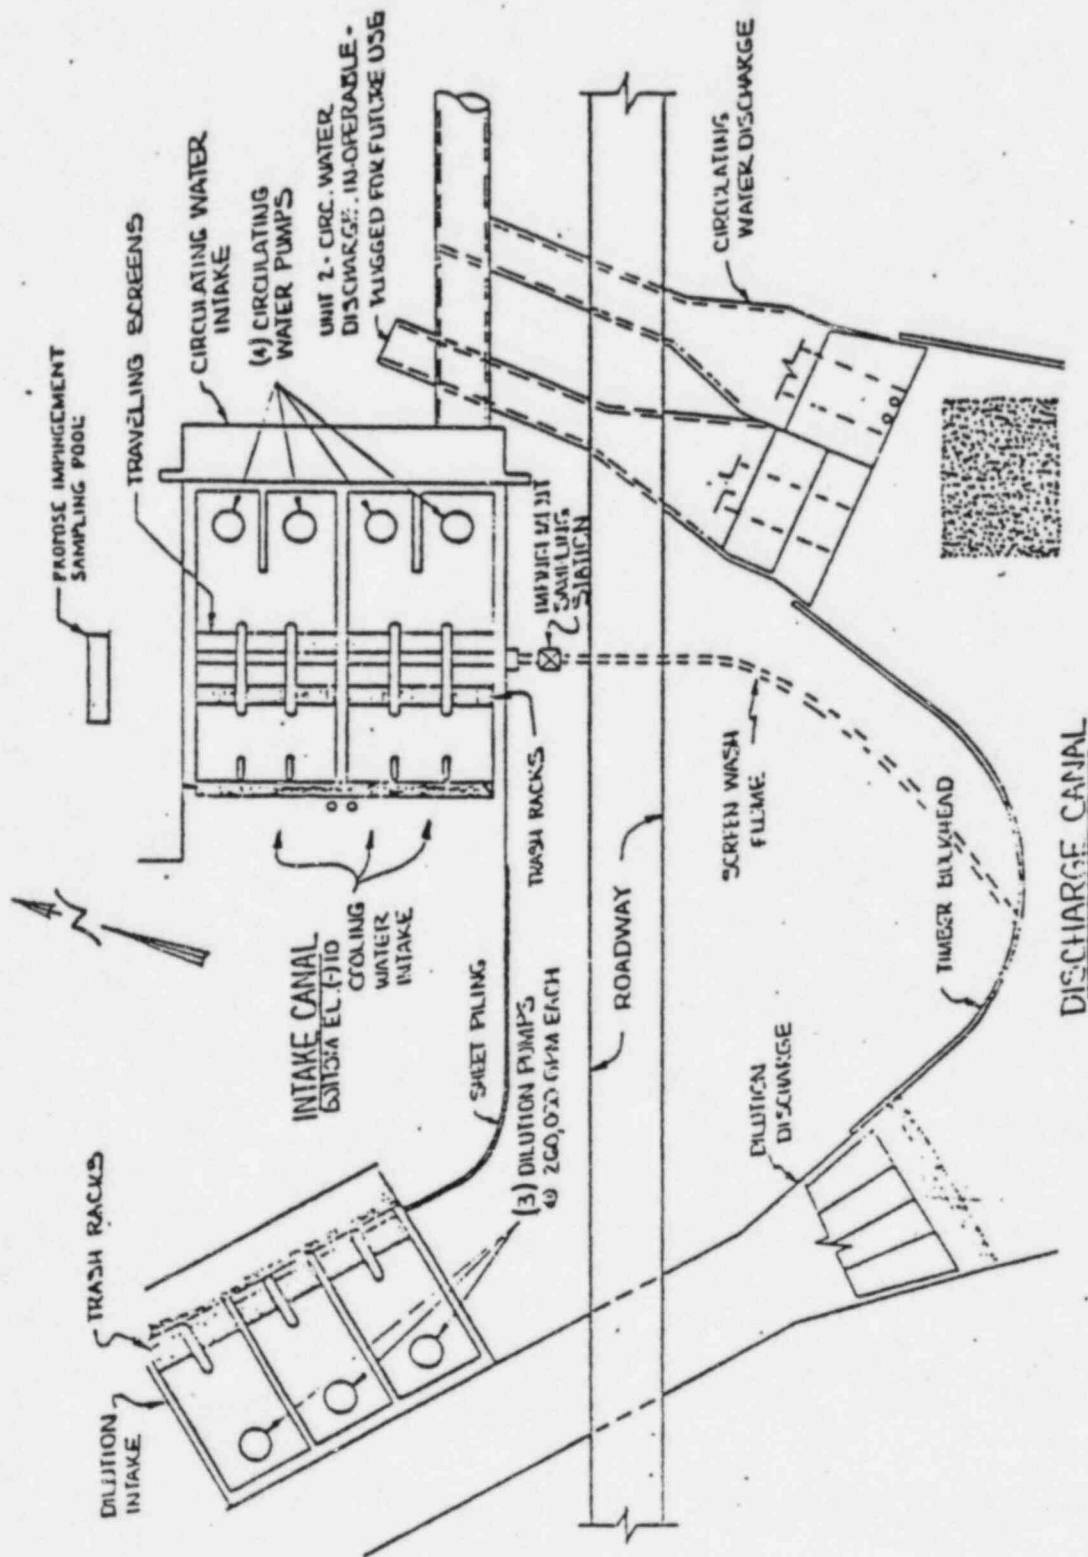 PROPOSE IMPINGEMENT
SAMPLING POOL
TRAVELING SCREENS
CIRCULATING WATER
INTAKE
(4) CIRCULATING
WATER PUMPS
UNIT 2 - CIRC. WATER
DISCHARGE, IN-OPERABLE -
PLUGGED FOR FUTURE USE
N
INTAKE CANAL
BOTTOM EL. (-) 10
COOLING
WATER
INTAKE
TRASH RACKS
SAMPLING
STATION
TRASH RACKS
DILUTION
INTAKE
SHEET PILING
(3) DILUTION PUMPS
@ 260,000 GPM EACH
ROADWAY
CIRCULATING
WATER DISCHARGE
SCREEN WASH
FLUME
TIMBER BULKHEAD
DILUTION
DISCHARGE
DISCHARGE CANAL